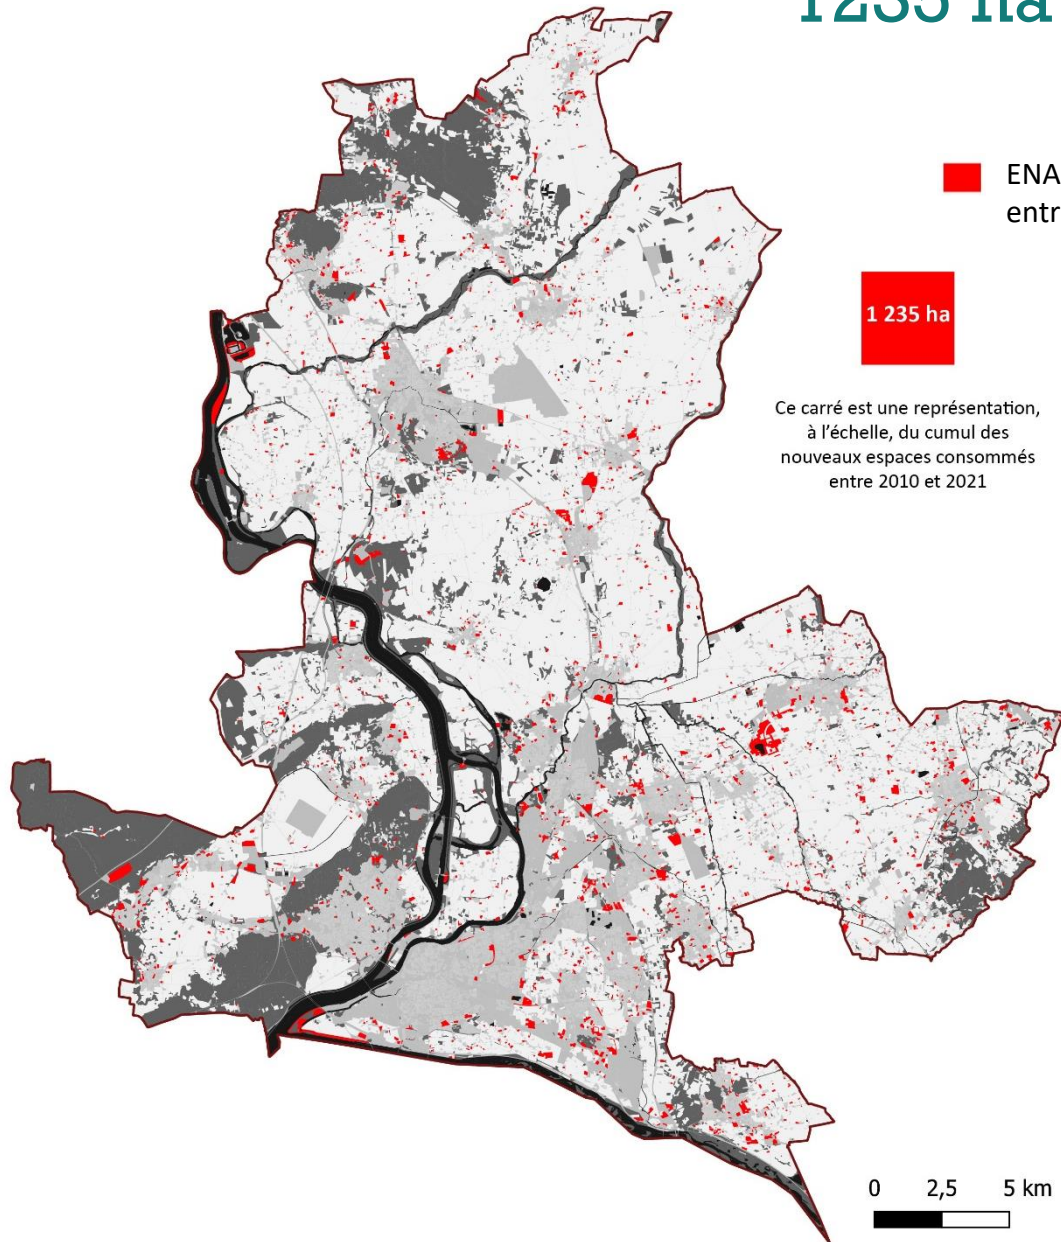 1235 ha
ENA
entr
1 235 ha
Ce carré est une représentation,
à l'échelle, du cumul des
nouveaux espaces consommés
entre 2010 et 2021
0 2,5 5 km